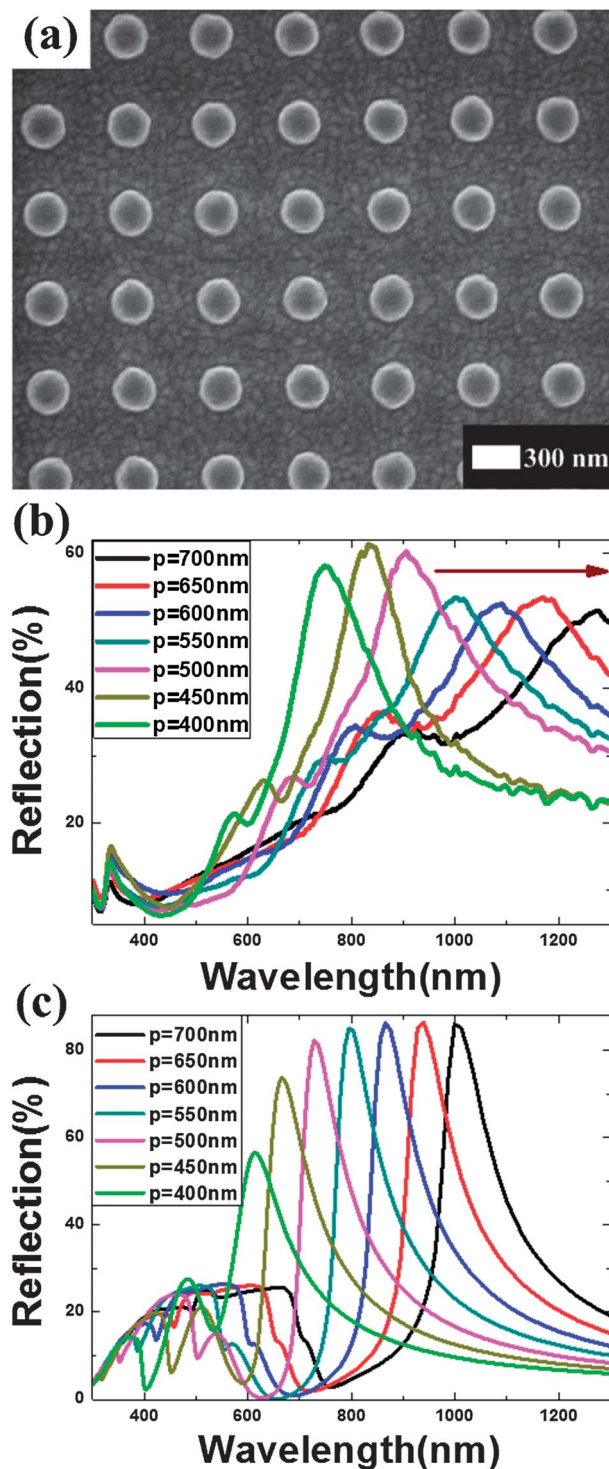 (a)
300 nm
(b)
p=700nm
p=650nm
p=600nm
p=550nm
p=500nm
p=450nm
p=400nm
Reflection(%)
60
40
20
400 600 800 1000 1200
Wavelength(nm)
(c)
p=700nm
p=650nm
p=600nm
p=550nm
p=500nm
p=450nm
p=400nm
Reflection(%)
80
60
40
20
0
400 600 800 1000 1200
Wavelength(nm)